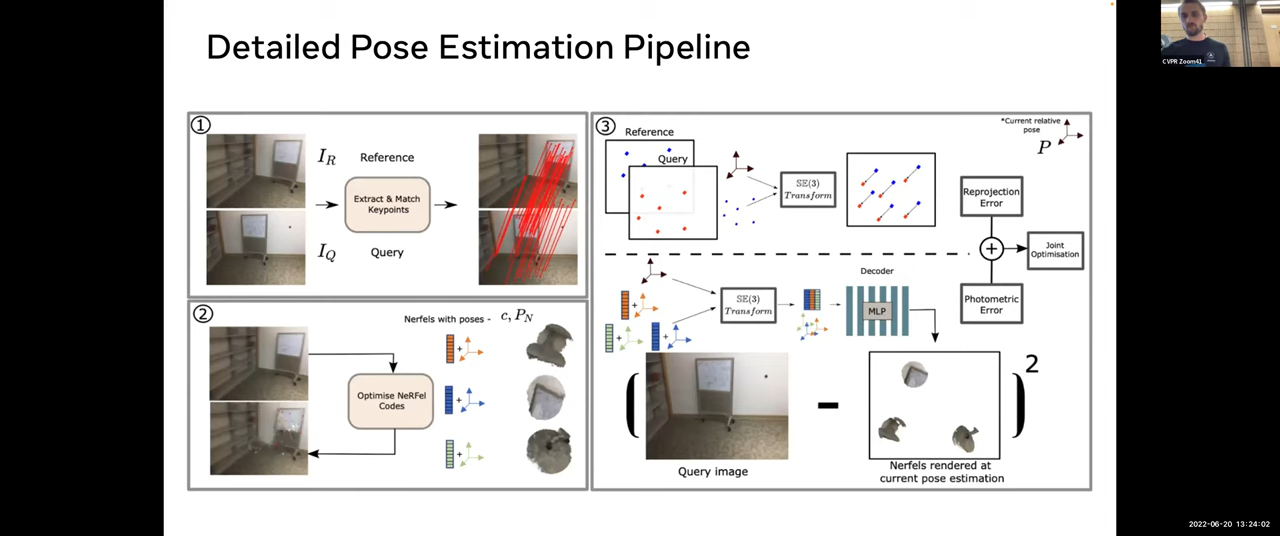 Detailed Pose Estimation Pipeline
CVPR Zoom41
1
I_R
Reference
Extract & Match
Keypoints
I_Q
Query
2
Nerfels with poses - c, P_N
Optimise NeRFel
Codes
3
*Current relative
pose
P
Reference
Query
SE(3)
Transform
Reprojection
Error
+
Joint
Optimisation
Photometric
Error
Decoder
+
+
+
SE(3)
Transform
MLP
+
+
+
( - )2
Query image
Nerfels rendered at
current pose estimation
2022-06-20 13:24:02